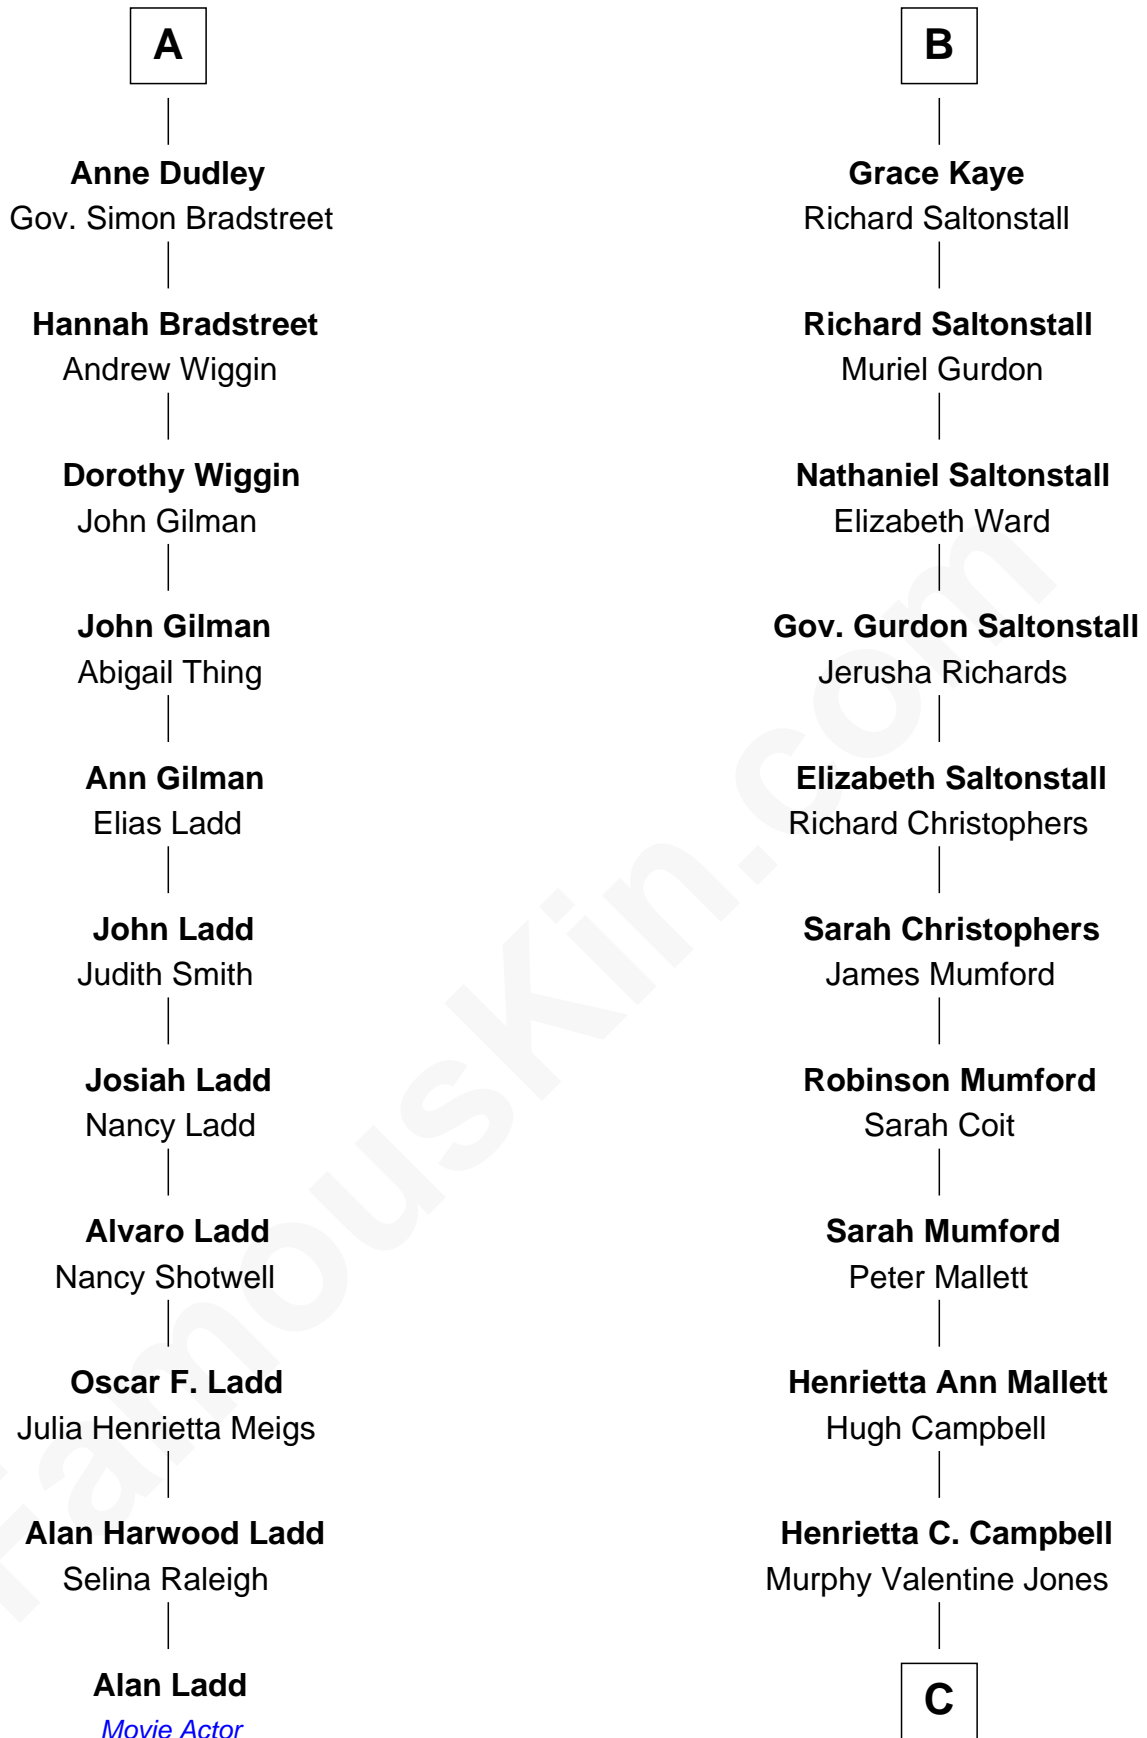 A
Anne Dudley
Gov. Simon Bradstreet
Hannah Bradstreet
Andrew Wiggin
Dorothy Wiggin
John Gilman
John Gilman
Abigail Thing
Ann Gilman
Elias Ladd
John Ladd
Judith Smith
Josiah Ladd
Nancy Ladd
Alvaro Ladd
Nancy Shotwell
Oscar F. Ladd
Julia Henrietta Meigs
Alan Harwood Ladd
Selina Raleigh
Alan Ladd
Movie Actor
B
Grace Kaye
Richard Saltonstall
Richard Saltonstall
Muriel Gurdon
Nathaniel Saltonstall
Elizabeth Ward
Gov. Gurdon Saltonstall
Jerusha Richards
Elizabeth Saltonstall
Richard Christophers
Sarah Christophers
James Mumford
Robinson Mumford
Sarah Coit
Sarah Mumford
Peter Mallett
Henrietta Ann Mallett
Hugh Campbell
Henrietta C. Campbell
Murphy Valentine Jones
C
FamousKin.com